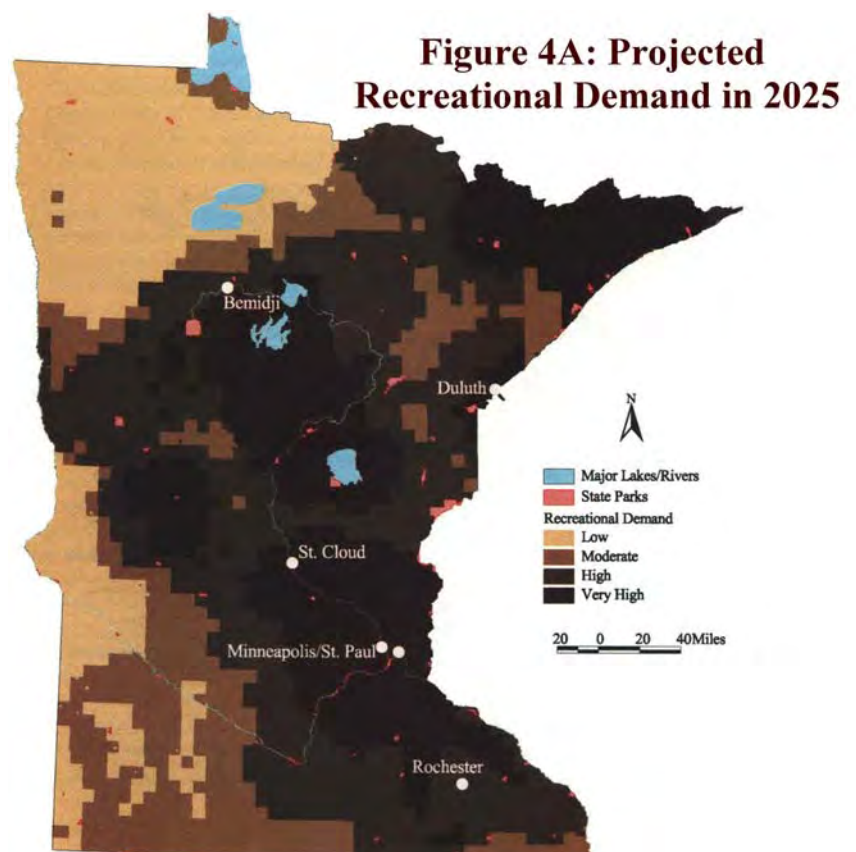 Figure 4A: Projected
Recreational Demand in 2025
Bemidji
Duluth
N
Major Lakes/Rivers
State Parks
Recreational Demand
Low
Moderate
High
Very High
St. Cloud
20 0 20 40Miles
Minneapolis/St. Paul
Rochester